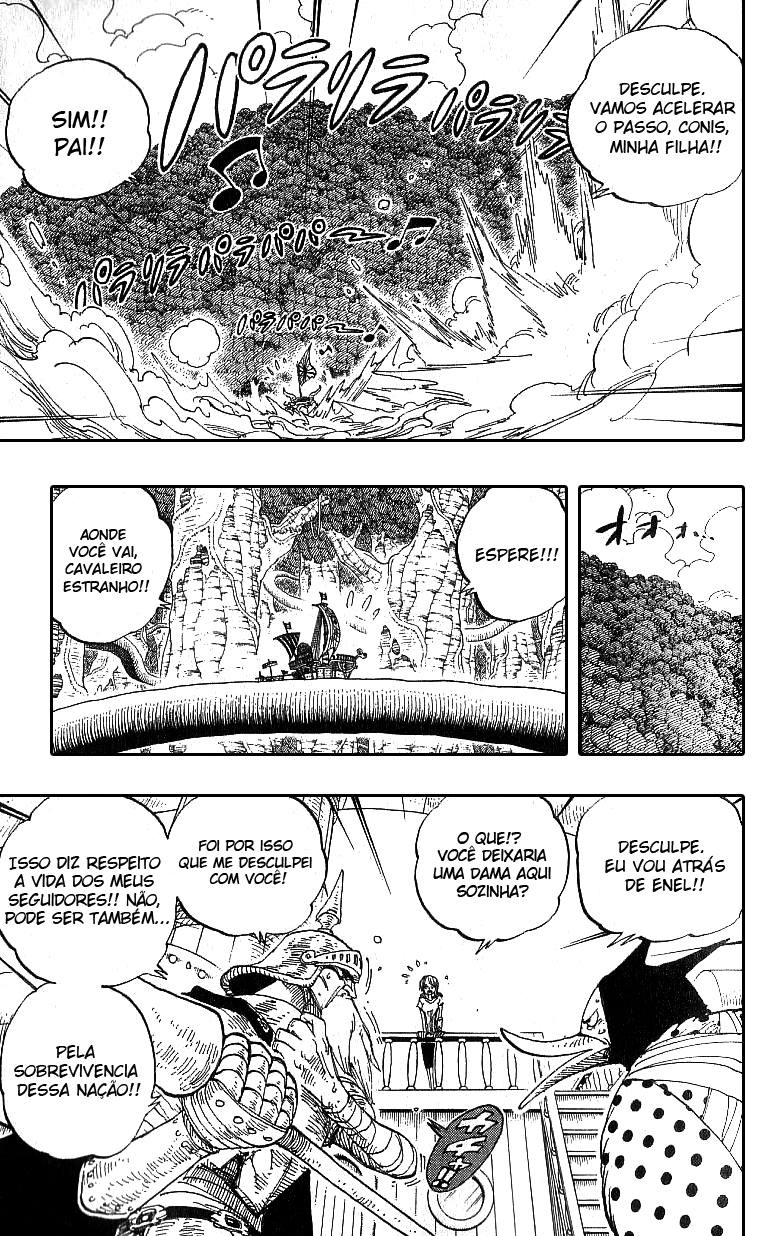 DESCULPE.
VAMOS ACELERAR
O PASSO, CONIS,
MINHA FILHA!!
SIM!!
PAI!!
パラリラパラリラ
パラリラパパパパー
パラパパー
オオ
ESPERE!!!
AONDE
VOCÊ VAI,
CAVALEIRO
ESTRANHO!!
DESCULPE.
EU VOU ATRÁS
DE ENEL!!
O QUE!?
VOCÊ DEIXARIA
UMA DAMA AQUI
SOZINHA?
FOI POR ISSO
QUE ME DESCULPEI
COM VOCÊ!
ISSO DIZ RESPEITO
A VIDA DOS MEUS
SEGUIDORES!! NÃO,
PODE SER TAMBÉM...
PELA
SOBREVIVENCIA
DESSA NAÇÃO!!